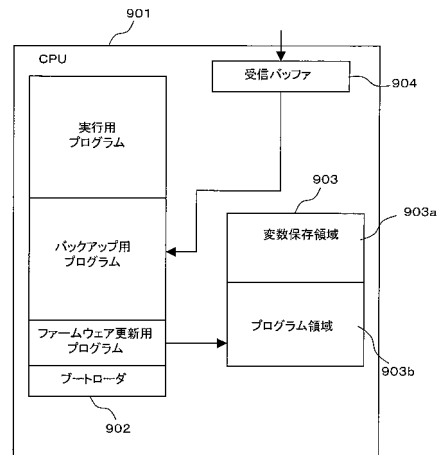 901
CPU
受信バッファ
904
実行用
プログラム
903
903a
変数保存領域
バックアップ用
プログラム
ファームウェア更新用
プログラム
プログラム領域
ブートローダ
903b
902